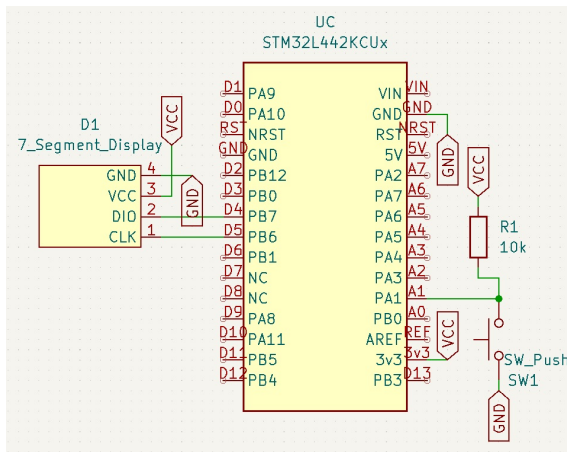 UC
STM32L442KCUx
D1 PA9 VIN VIN
D0 PA10 GND GND
RST NRST RST NRST
GND GND 5V 5V
D2 PB12 PA2 A7
D3 PB0 PA7 A6
D4 PB7 PA6 A5
D5 PB6 PA5 A4
D6 PB1 PA4 A3
D7 NC PA3 A2
D8 NC PA1 A1
D9 PA8 PB0 A0
D10 PA11 AREF REF
D11 PB5 3v3 3v3
D12 PB4 PB3 D13
D1
7_Segment_Display
GND 4
VCC 3
DIO 2
CLK 1
VCC
GND
GND
VCC
R1
10k
VCC
SW_Push
SW1
GND